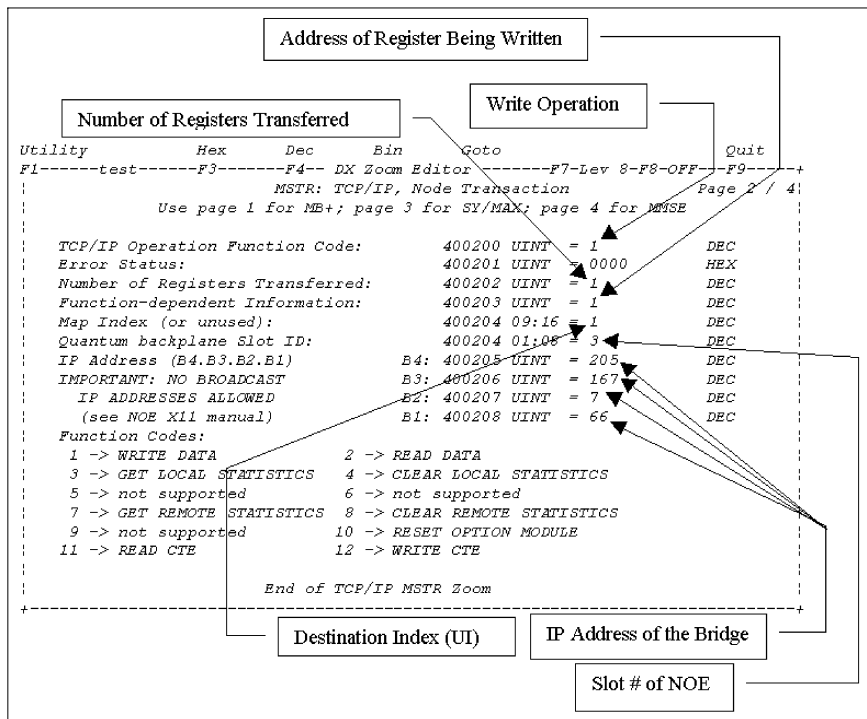 Address of Register Being Written
Write Operation
Number of Registers Transferred
Utility Hex Dec Bin Goto Quit
F1------test------F3-------F4-- DX Zoom Editor -------F7-Lev 8-F8-OFF--F9----
MSTR: TCP/IP, Node Transaction Page 2 / 4
Use page 1 for MB+; page 3 for SY/MAX; page 4 for MMSE
TCP/IP Operation Function Code: 400200 UINT = 1 DEC
Error Status: 400201 UINT = 0000 HEX
Number of Registers Transferred: 400202 UINT = 1 DEC
Function-dependent Information: 400203 UINT = 1 DEC
Map Index (or unused): 400204 09:16 = 1 DEC
Quantum backplane Slot ID: 400204 01:08 = 3 DEC
IP Address (B4.B3.B2.B1) B4: 400205 UINT = 205 DEC
IMPORTANT: NO BROADCAST B3: 400206 UINT = 167 DEC
IP ADDRESSES ALLOWED B2: 400207 UINT = 7 DEC
(see NOE X11 manual) B1: 400208 UINT = 66 DEC
Function Codes:
1 -> WRITE DATA 2 -> READ DATA
3 -> GET LOCAL STATISTICS 4 -> CLEAR LOCAL STATISTICS
5 -> not supported 6 -> not supported
7 -> GET REMOTE STATISTICS 8 -> CLEAR REMOTE STATISTICS
9 -> not supported 10 -> RESET OPTION MODULE
11 -> READ CTE 12 -> WRITE CTE
End of TCP/IP MSTR Zoom
Destination Index (UI)
IP Address of the Bridge
Slot # of NOE